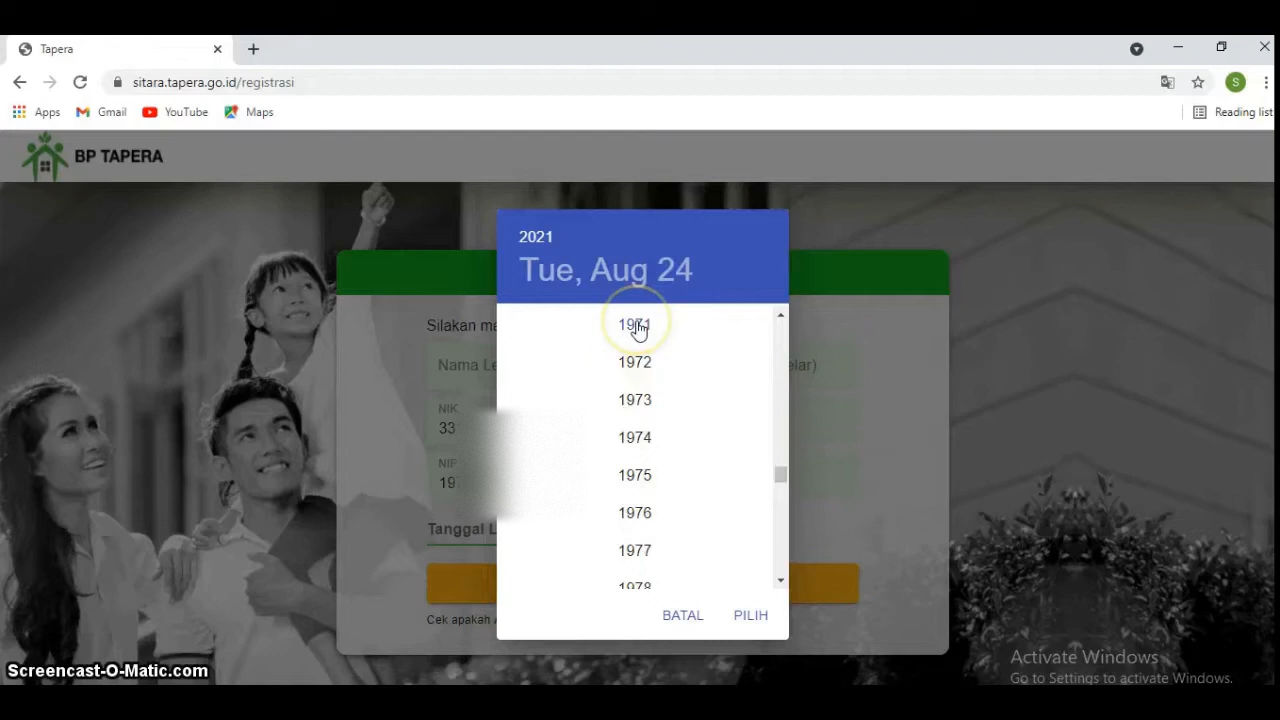 Tapera
sitara.tapera.go.id/registrasi
S
Apps Gmail YouTube Maps Reading list
BP TAPERA
2021
Tue, Aug 24
Silakan
1971
1972
Nama elar)
1973
NIK
33
1974
NIP
19
1975
1976
Tanggal
1977
1978
BATAL PILIH
Cek apakah
Activate Windows
Go to Settings to activate Windows.
Screencast-O-Matic.com